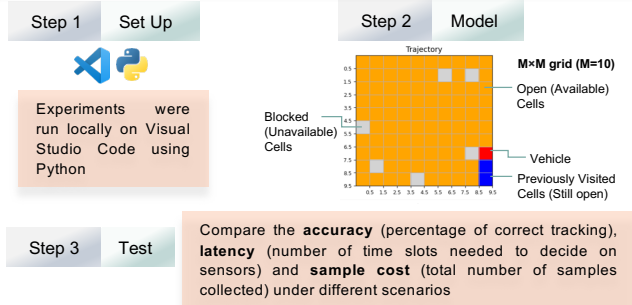 Step 1 Set Up
Experiments were
run locally on Visual
Studio Code using
Python
Step 2 Model
Trajectory
0.5
1.5
2.5
3.5
4.5
5.5
6.5
7.5
8.5
9.5
0.5 1.5 2.5 3.5 4.5 5.5 6.5 7.5 8.5 9.5
M×M grid (M=10)
Open (Available)
Cells
Blocked
(Unavailable)
Cells
Vehicle
Previously Visited
Cells (Still open)
Step 3 Test
Compare the accuracy (percentage of correct tracking),
latency (number of time slots needed to decide on
sensors) and sample cost (total number of samples
collected) under different scenarios